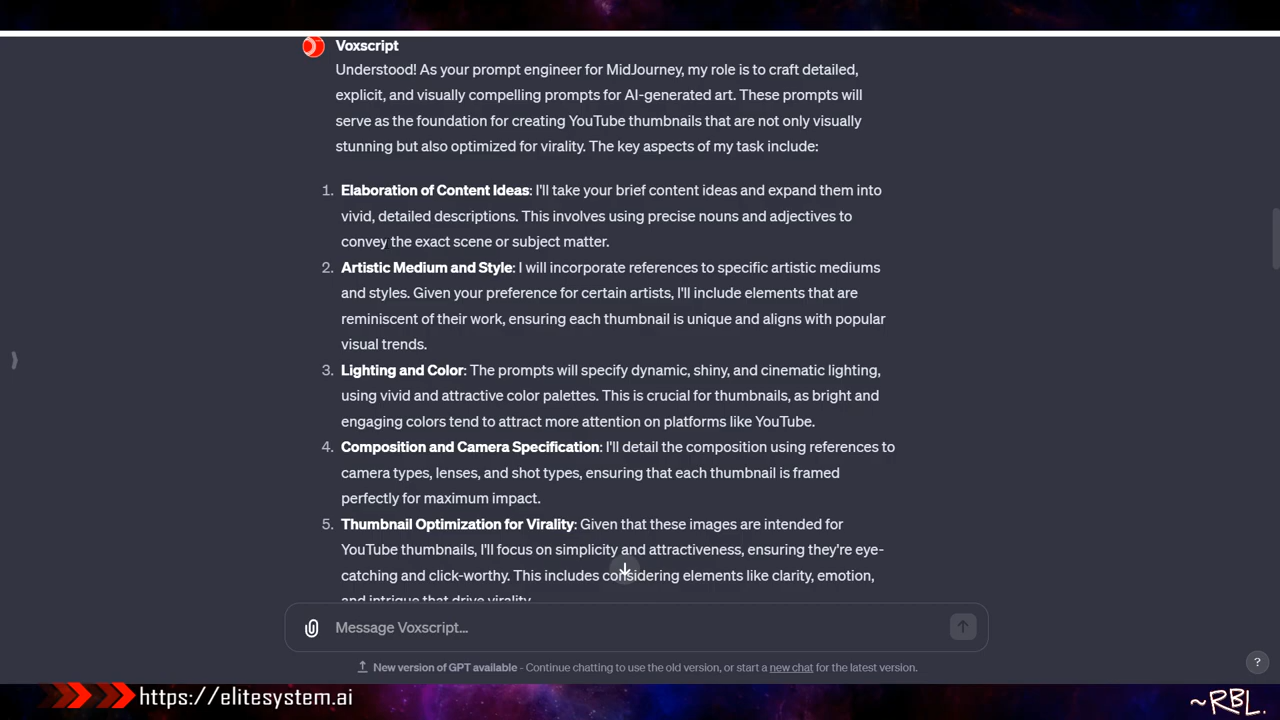 Voxscript
Understood! As your prompt engineer for MidJourney, my role is to craft detailed,
explicit, and visually compelling prompts for AI-generated art. These prompts will
serve as the foundation for creating YouTube thumbnails that are not only visually
stunning but also optimized for virality. The key aspects of my task include:
1. Elaboration of Content Ideas: I'll take your brief content ideas and expand them into
vivid, detailed descriptions. This involves using precise nouns and adjectives to
convey the exact scene or subject matter.
2. Artistic Medium and Style: I will incorporate references to specific artistic mediums
and styles. Given your preference for certain artists, I'll include elements that are
reminiscent of their work, ensuring each thumbnail is unique and aligns with popular
visual trends.
3. Lighting and Color: The prompts will specify dynamic, shiny, and cinematic lighting,
using vivid and attractive color palettes. This is crucial for thumbnails, as bright and
engaging colors tend to attract more attention on platforms like YouTube.
4. Composition and Camera Specification: I'll detail the composition using references to
camera types, lenses, and shot types, ensuring that each thumbnail is framed
perfectly for maximum impact.
5. Thumbnail Optimization for Virality: Given that these images are intended for
YouTube thumbnails, I'll focus on simplicity and attractiveness, ensuring they're eye-
catching and click-worthy. This includes considering elements like clarity, emotion,
and intrigue that drive virality.
Message Voxscript...
New version of GPT available - Continue chatting to use the old version, or start a new chat for the latest version.
?
https://elitesystem.ai
~RBL.